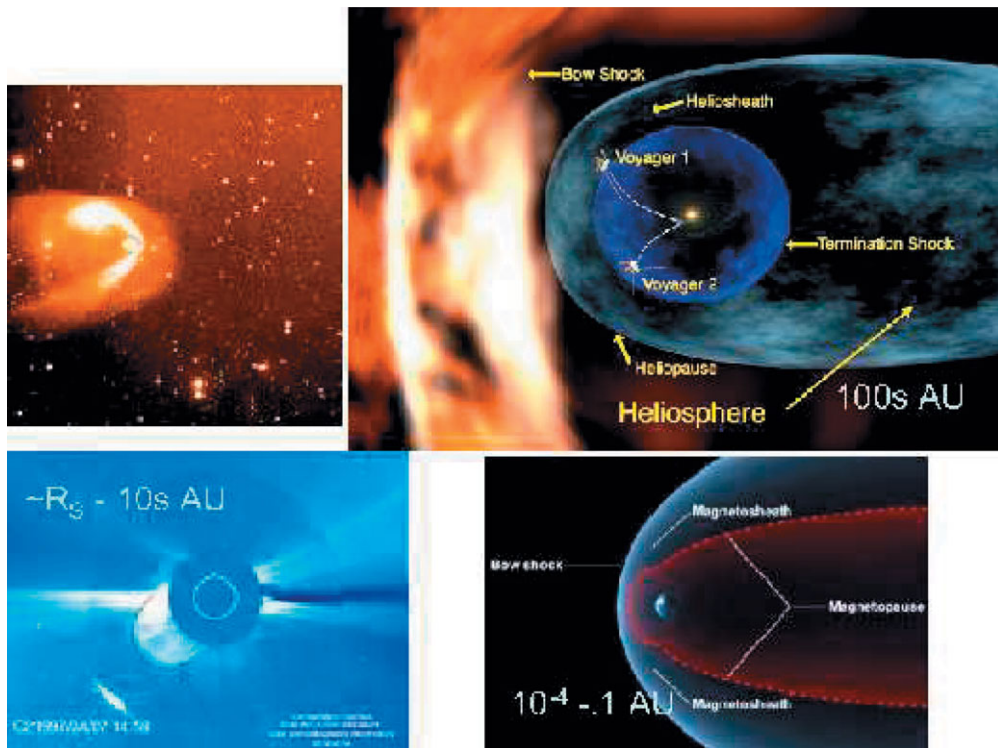 Bow Shock
Heliosheath
Voyager 1
Termination Shock
Voyager 2
Heliopause
Heliosphere
100s AU
~R_S - 10s AU
Magnetosheath
Bow shock
Magnetopause
10^-4 -.1 AU
Magnetosheath